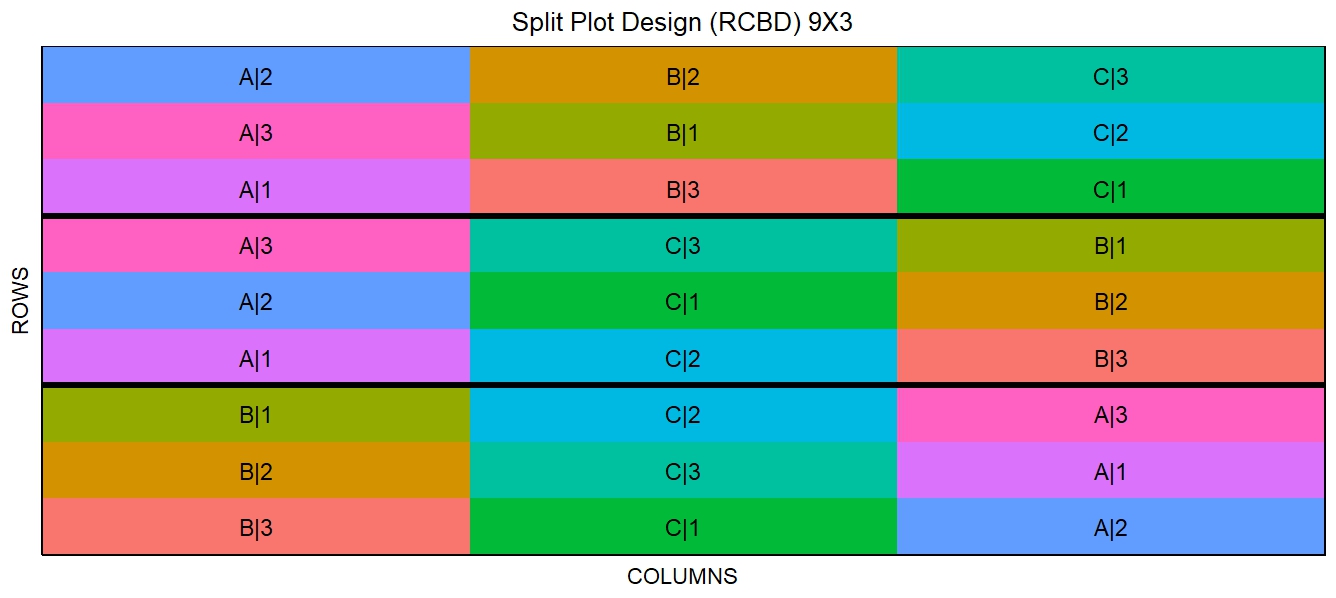 Split Plot Design (RCBD) 9X3
A|2 B|2 C|3
A|3 B|1 C|2
A|1 B|3 C|1
A|3 C|3 B|1
A|2 C|1 B|2
A|1 C|2 B|3
B|1 C|2 A|3
B|2 C|3 A|1
B|3 C|1 A|2
ROWS
COLUMNS